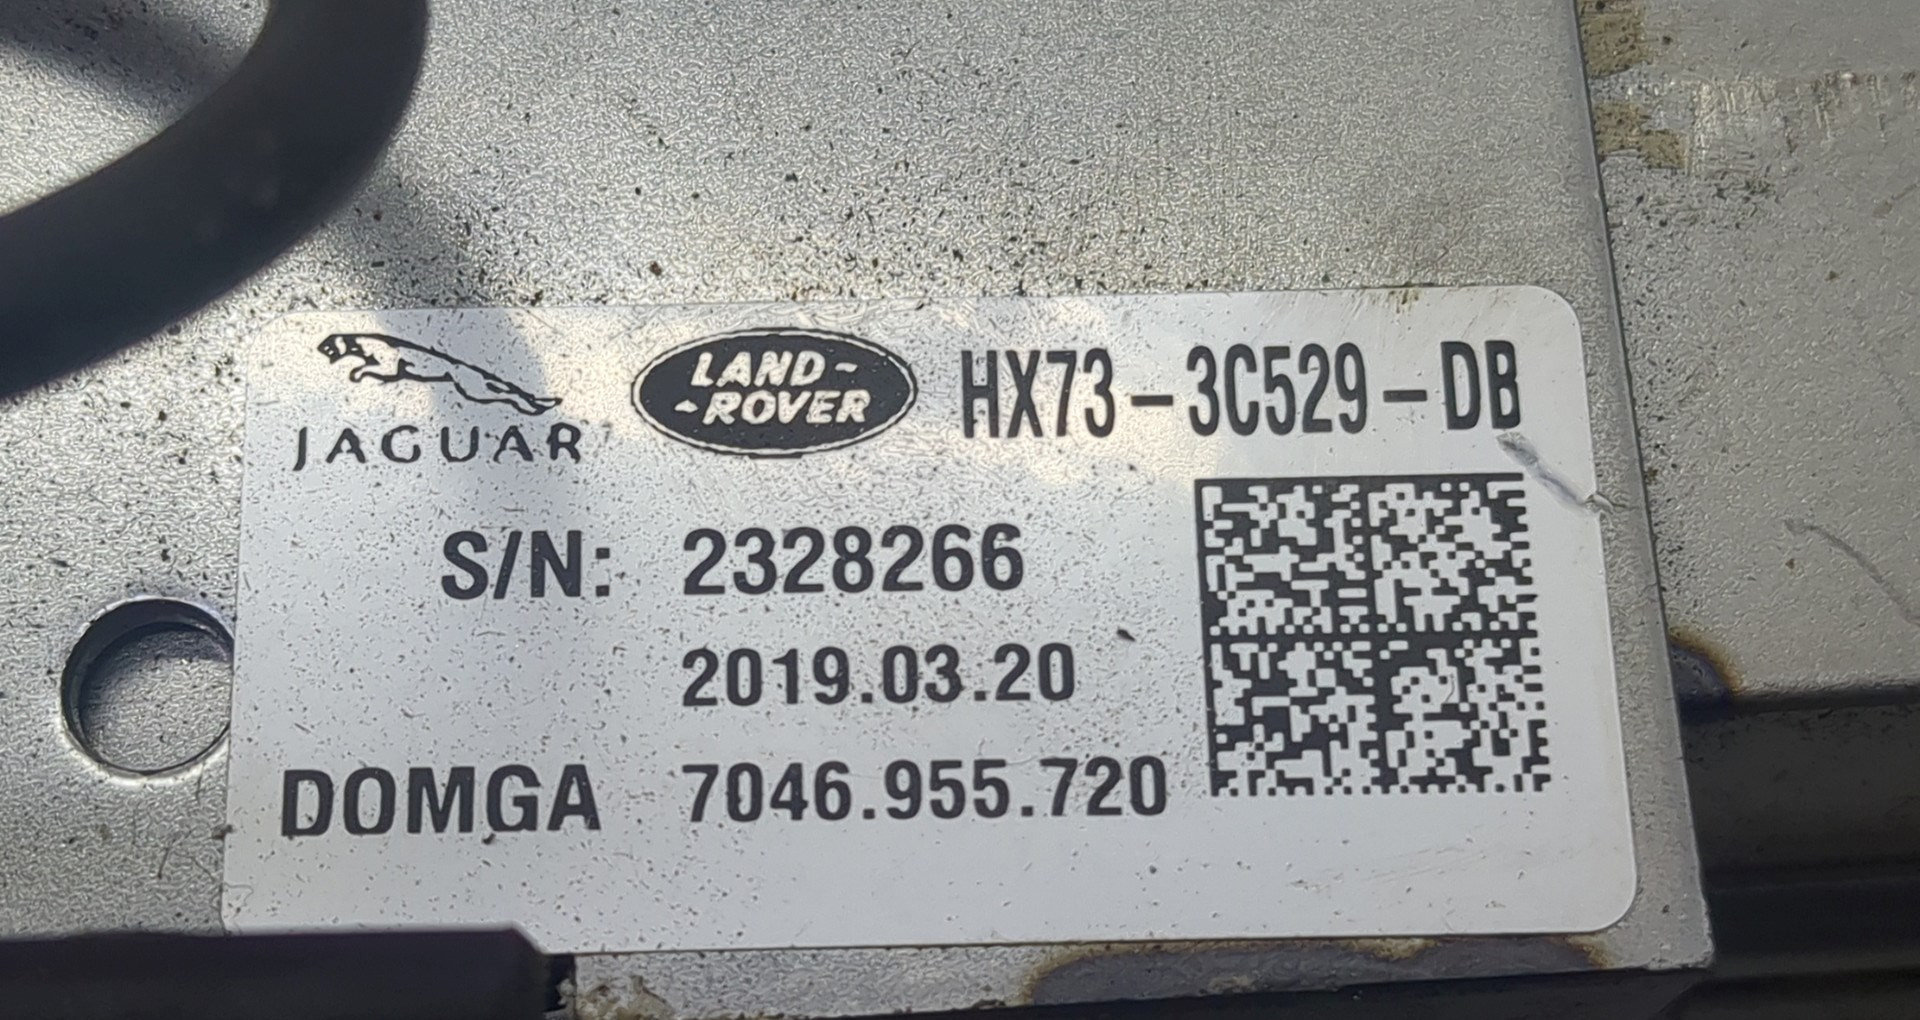 JAGUAR LAND-ROVER HX73-3C529-DB
S/N: 2328266
2019.03.20
DOMGA 7046.955.720